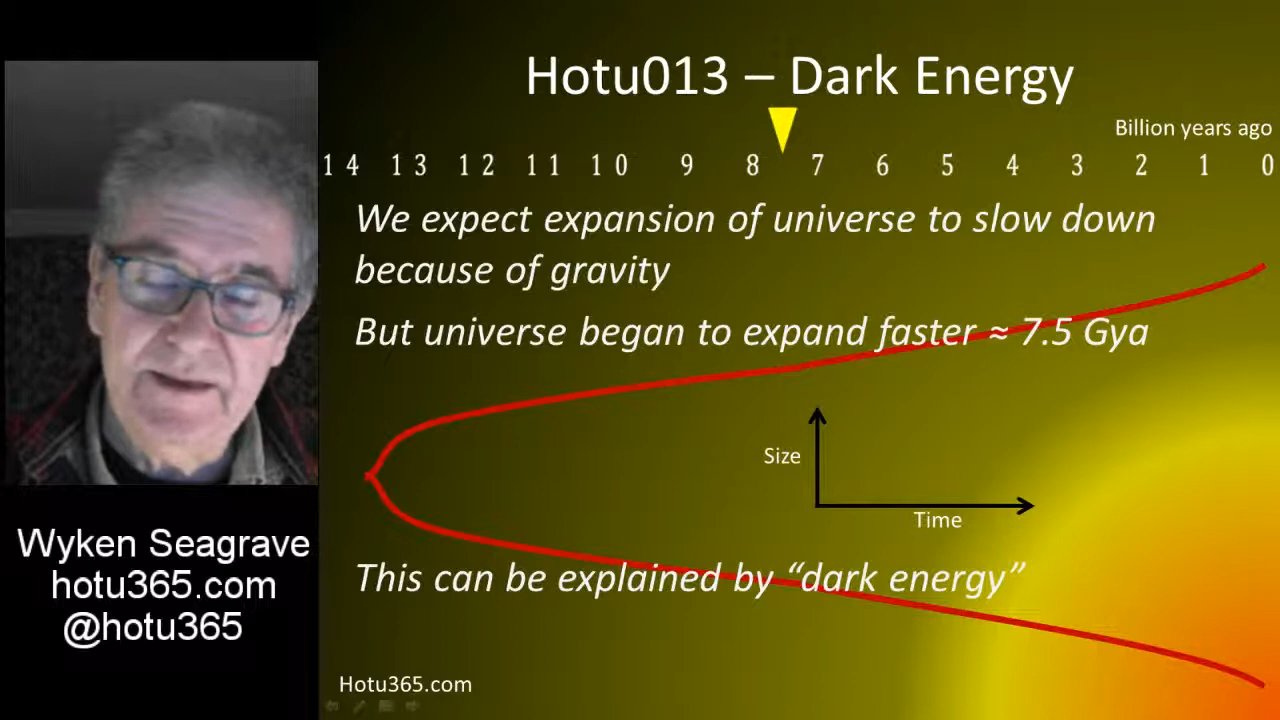 Hotu013 – Dark Energy
Billion years ago
14 13 12 11 10 9 8 7 6 5 4 3 2 1 0
We expect expansion of universe to slow down
because of gravity
But universe began to expand faster ≈ 7.5 Gya
Size
Time
This can be explained by “dark energy”
Wyken Seagrave
hotu365.com
@hotu365
Hotu365.com